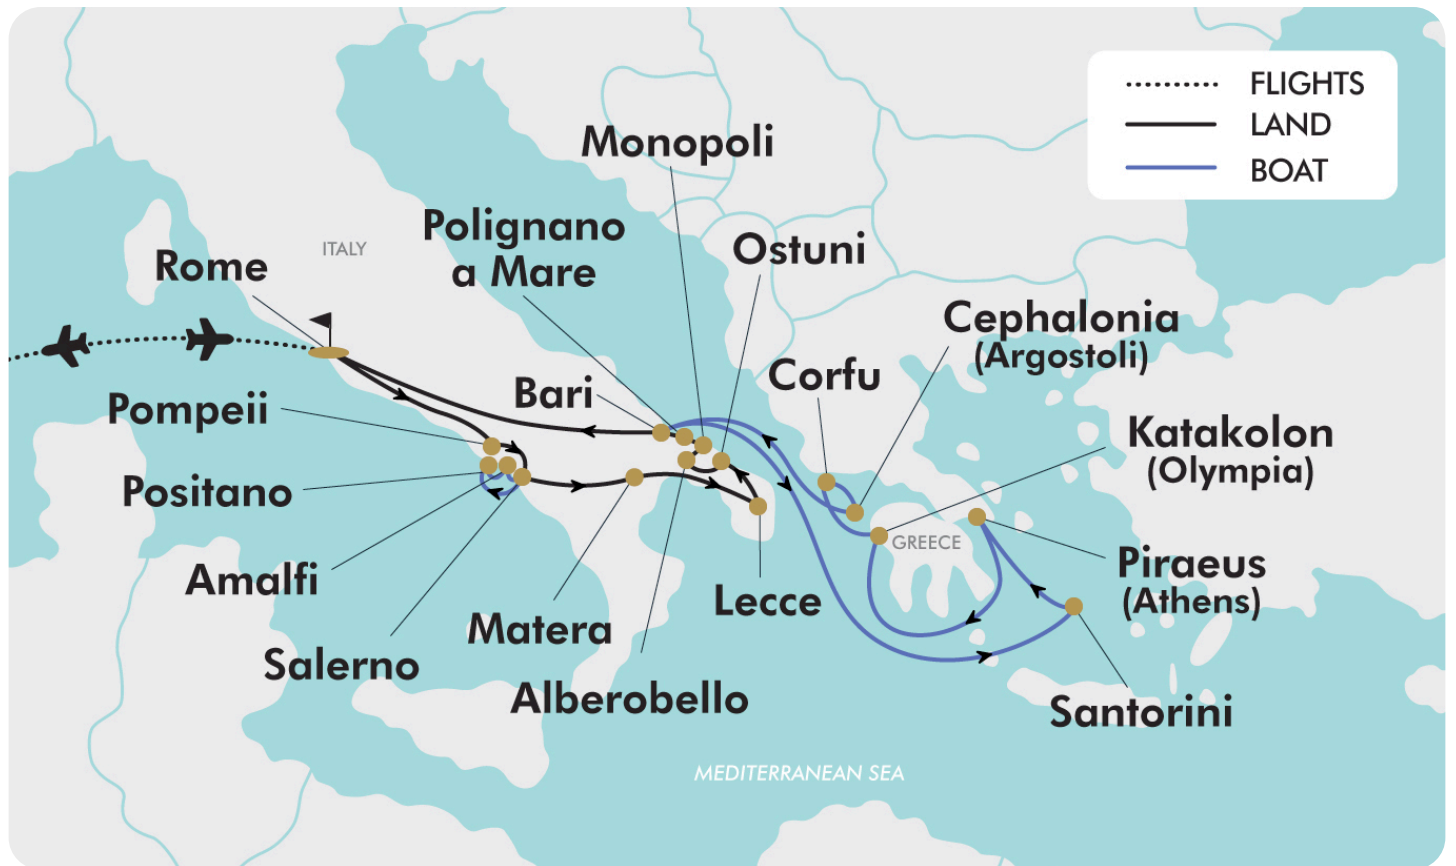 FLIGHTS
LAND
BOAT
Monopoli
Polignano
a Mare
Ostuni
ITALY
Rome
Cephalonia
(Argostoli)
Corfu
Bari
Pompeii
Katakolon
(Olympia)
Positano
GREECE
Piraeus
(Athens)
Amalfi
Lecce
Matera
Salerno
Alberobello
Santorini
MEDITERRANEAN SEA